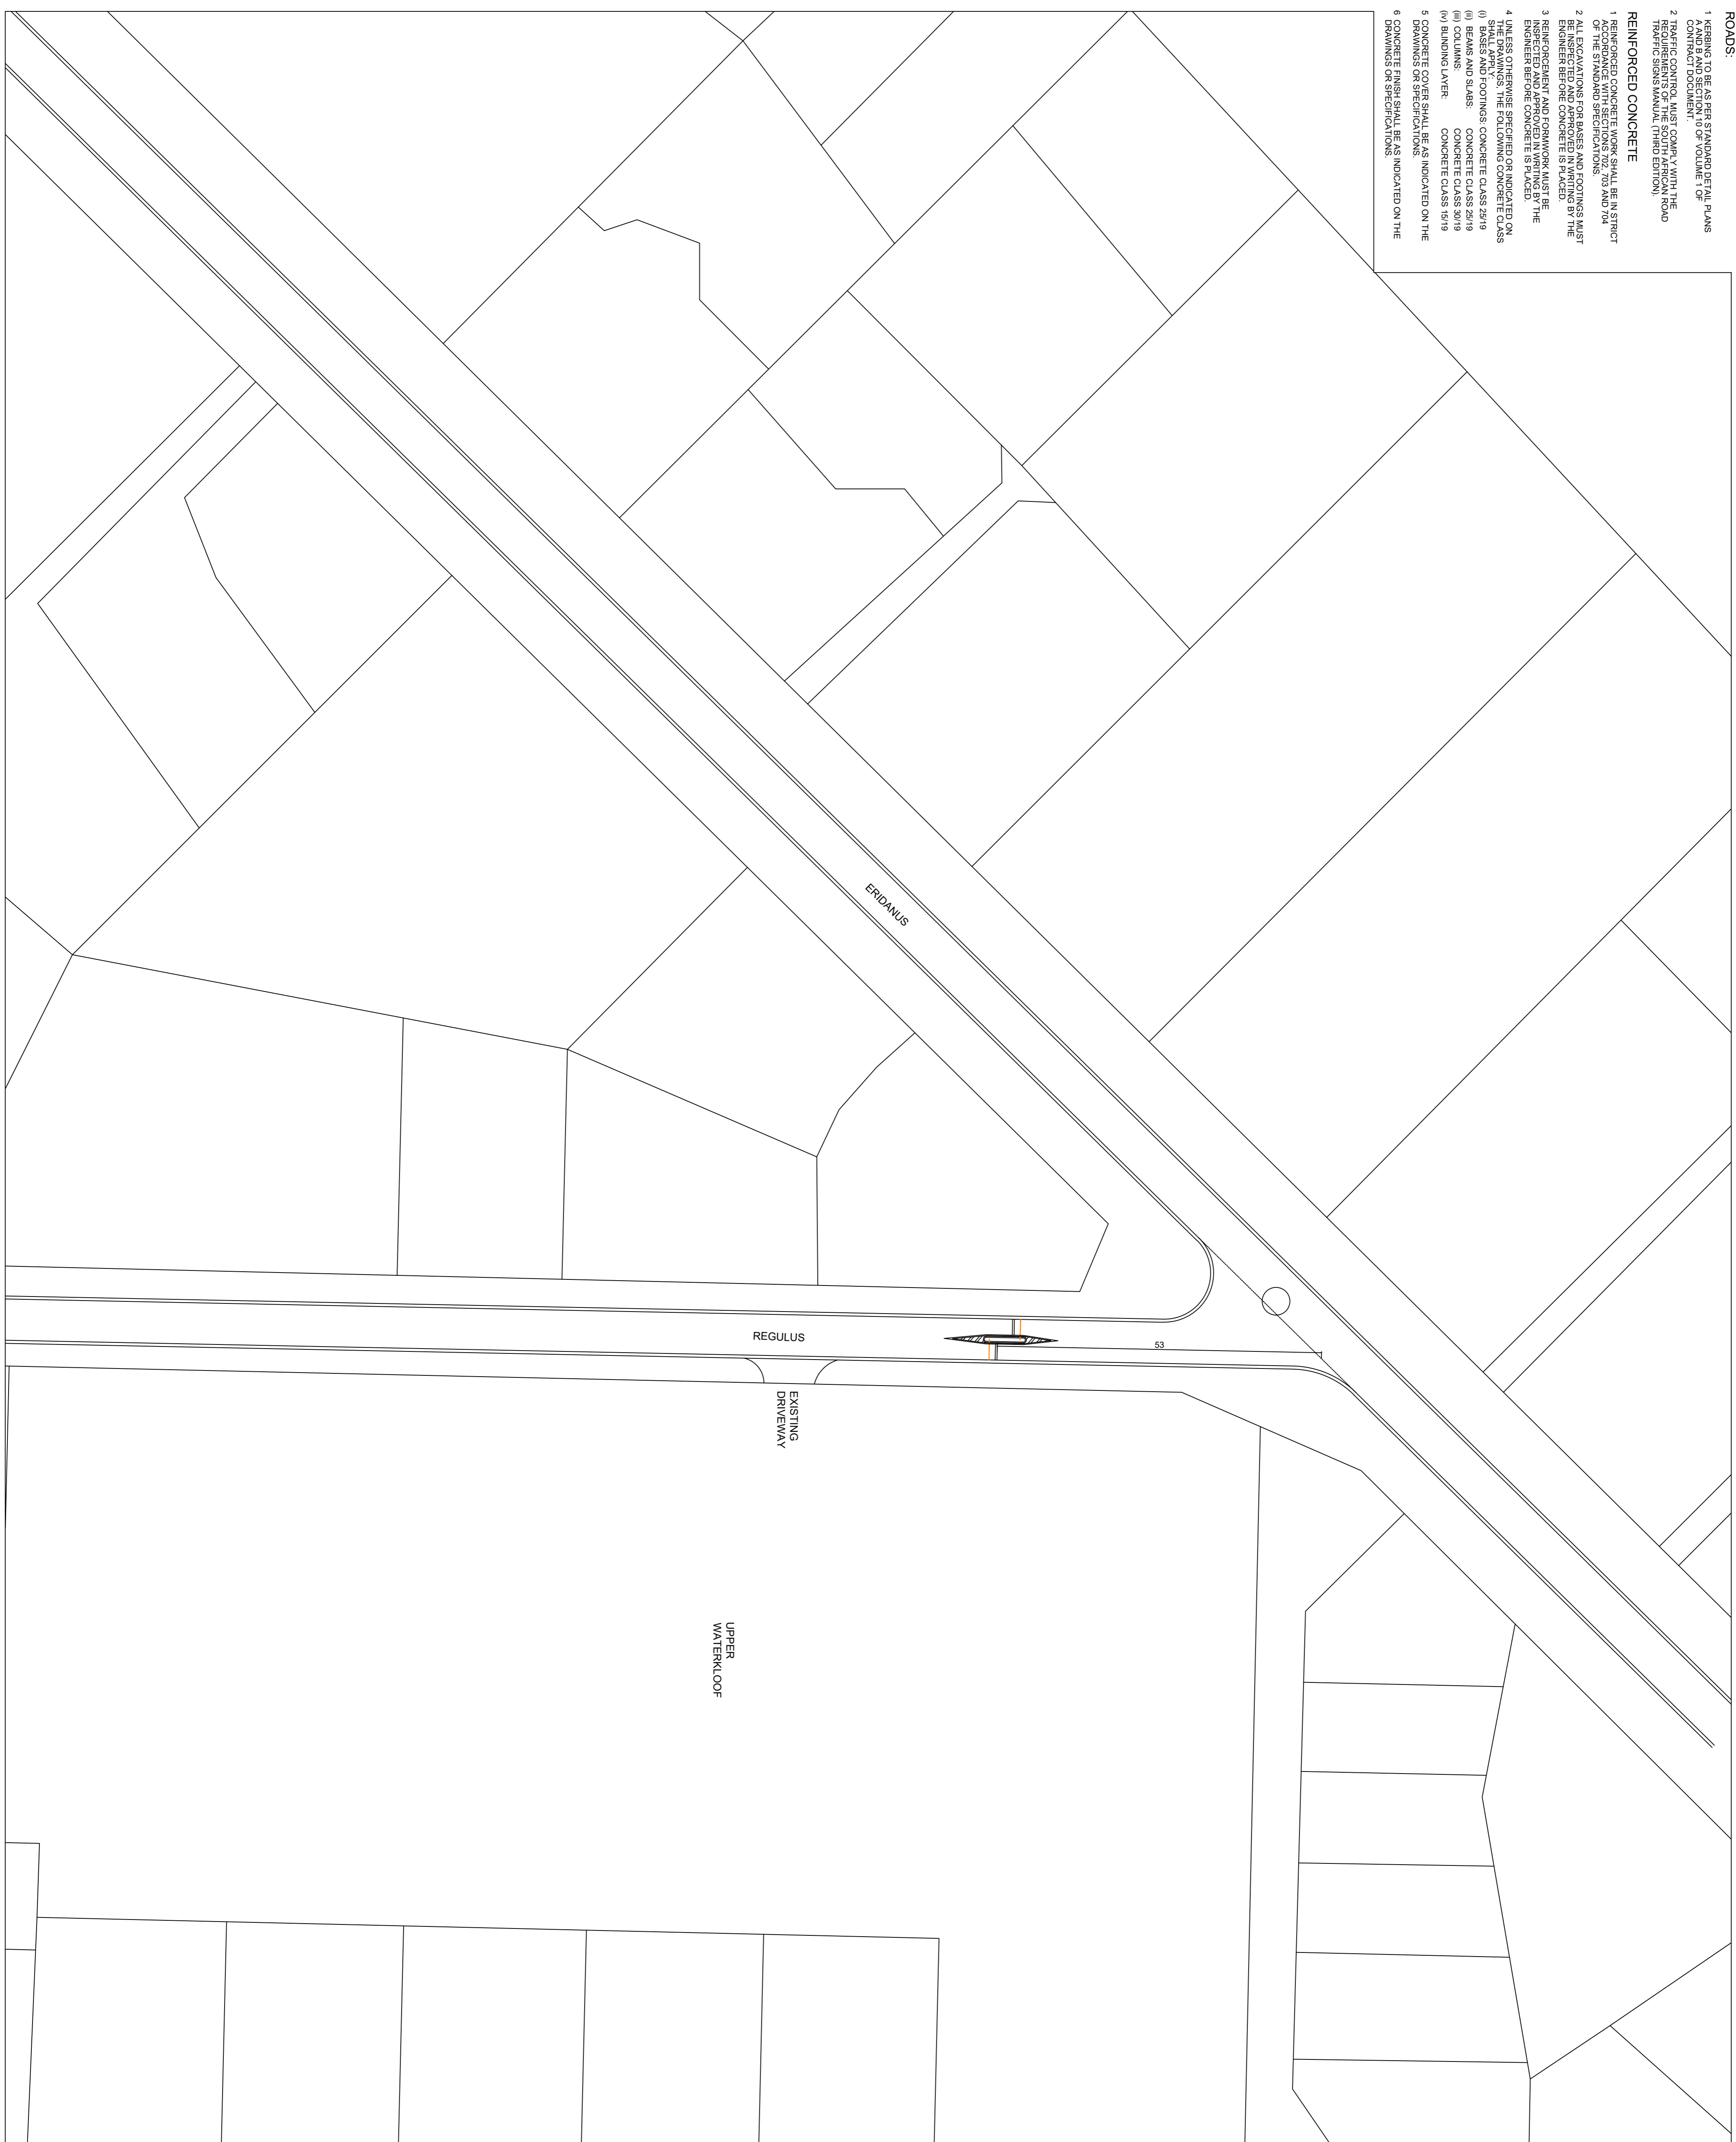 ROADS:
1 KERBING TO BE AS PER STANDARD DETAIL PLANS
A AND B AND SECTION 10 OF VOLUME 1 OF
CONTRACT DOCUMENT.
2 TRAFFIC CONTROL MUST COMPLY WITH THE
REQUIREMENTS OF THE SOUTH AFRICAN ROAD
TRAFFIC SIGNS MANUAL (THIRD EDITION).
REINFORCED CONCRETE
1 REINFORCED CONCRETE WORK SHALL BE IN STRICT
ACCORDANCE WITH SECTIONS 702, 703 AND 704
OF THE STANDARD SPECIFICATIONS.
2 ALL EXCAVATIONS FOR BASES AND FOOTINGS MUST
BE INSPECTED AND APPROVED IN WRITING BY THE
ENGINEER BEFORE CONCRETE IS PLACED.
3 REINFORCEMENT AND FORMWORK MUST BE
INSPECTED AND APPROVED IN WRITING BY THE
ENGINEER BEFORE CONCRETE IS PLACED.
4 UNLESS OTHERWISE SPECIFIED OR INDICATED ON
THE DRAWINGS, THE FOLLOWING CONCRETE CLASS
SHALL APPLY:
(i) BASES AND FOOTINGS: CONCRETE CLASS 25/19
(ii) BEAMS AND SLABS: CONCRETE CLASS 25/19
(iii) COLUMNS: CONCRETE CLASS 30/19
(iv) BLINDING LAYER: CONCRETE CLASS 15/19
5 CONCRETE COVER SHALL BE AS INDICATED ON THE
DRAWINGS OR SPECIFICATIONS.
6 CONCRETE FINISH SHALL BE AS INDICATED ON THE
DRAWINGS OR SPECIFICATIONS.
ERIDANUS
REGULUS
53
EXISTING
DRIVEWAY
UPPER
WATERKLOOF